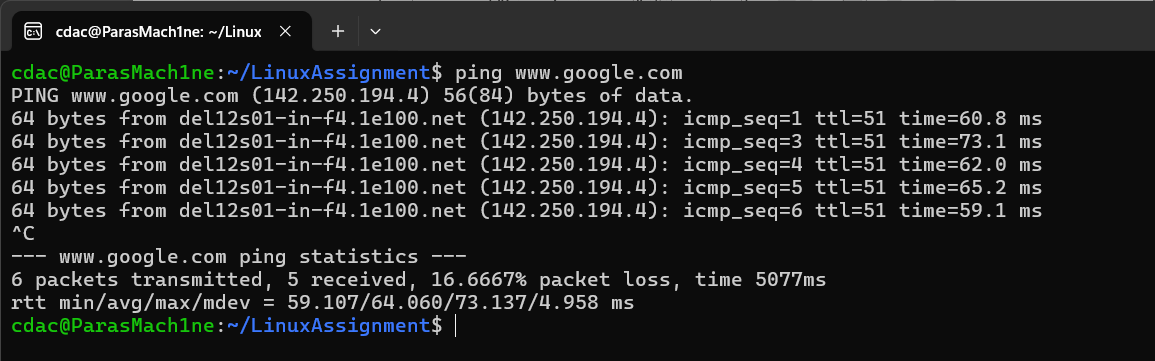 cdac@ParasMach1ne: ~/Linux
cdac@ParasMach1ne:~/LinuxAssignment$ ping www.google.com
PING www.google.com (142.250.194.4) 56(84) bytes of data.
64 bytes from del12s01-in-f4.1e100.net (142.250.194.4): icmp_seq=1 ttl=51 time=60.8 ms
64 bytes from del12s01-in-f4.1e100.net (142.250.194.4): icmp_seq=3 ttl=51 time=73.1 ms
64 bytes from del12s01-in-f4.1e100.net (142.250.194.4): icmp_seq=4 ttl=51 time=62.0 ms
64 bytes from del12s01-in-f4.1e100.net (142.250.194.4): icmp_seq=5 ttl=51 time=65.2 ms
64 bytes from del12s01-in-f4.1e100.net (142.250.194.4): icmp_seq=6 ttl=51 time=59.1 ms
^C
--- www.google.com ping statistics ---
6 packets transmitted, 5 received, 16.6667% packet loss, time 5077ms
rtt min/avg/max/mdev = 59.107/64.060/73.137/4.958 ms
cdac@ParasMach1ne:~/LinuxAssignment$